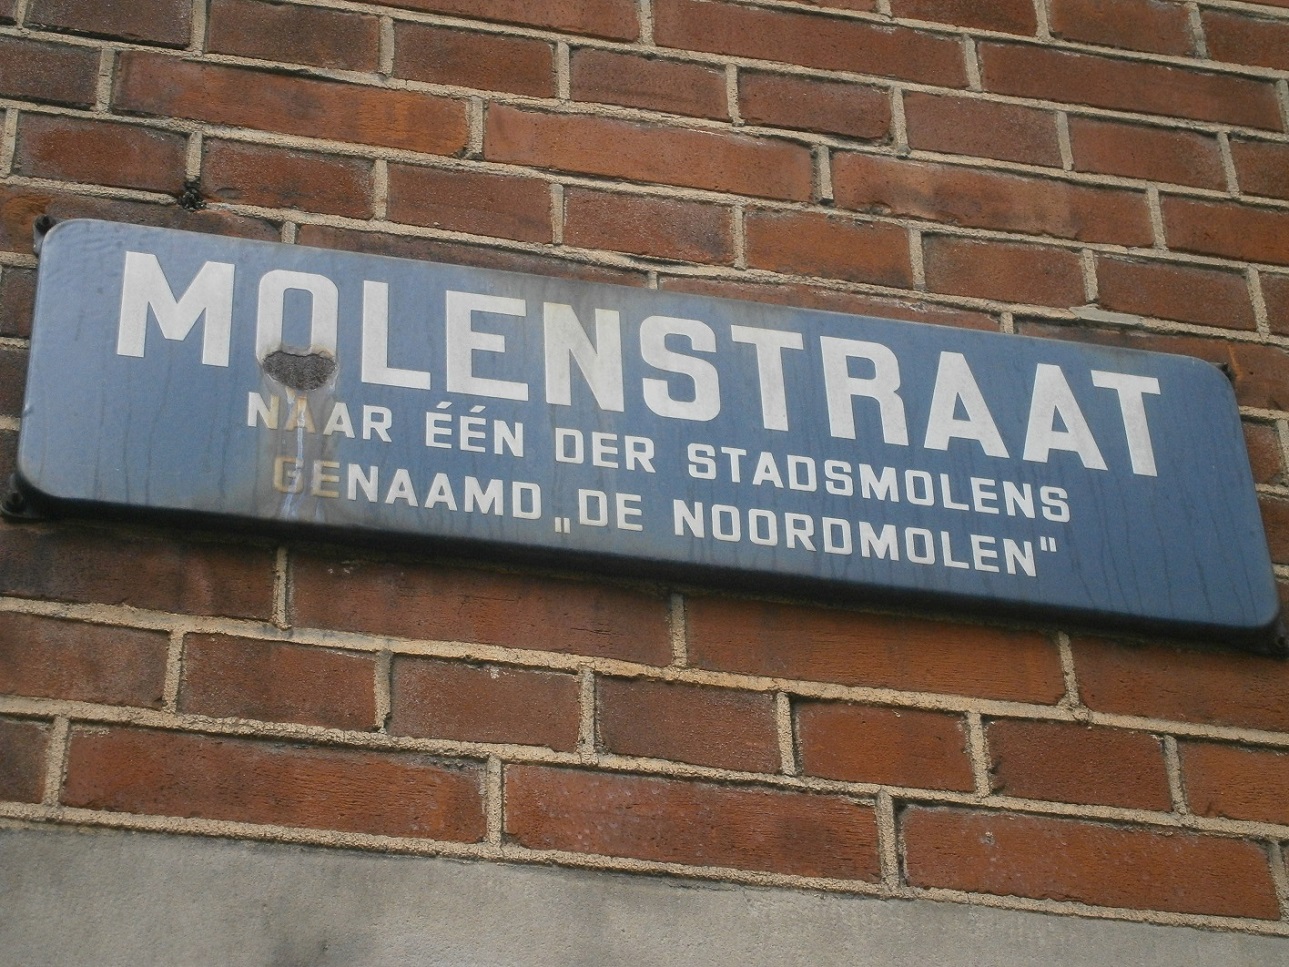 MOLENSTRAAT
NAAR ÉÉN DER STADSMOLENS
GENAAMD „DE NOORDMOLEN"